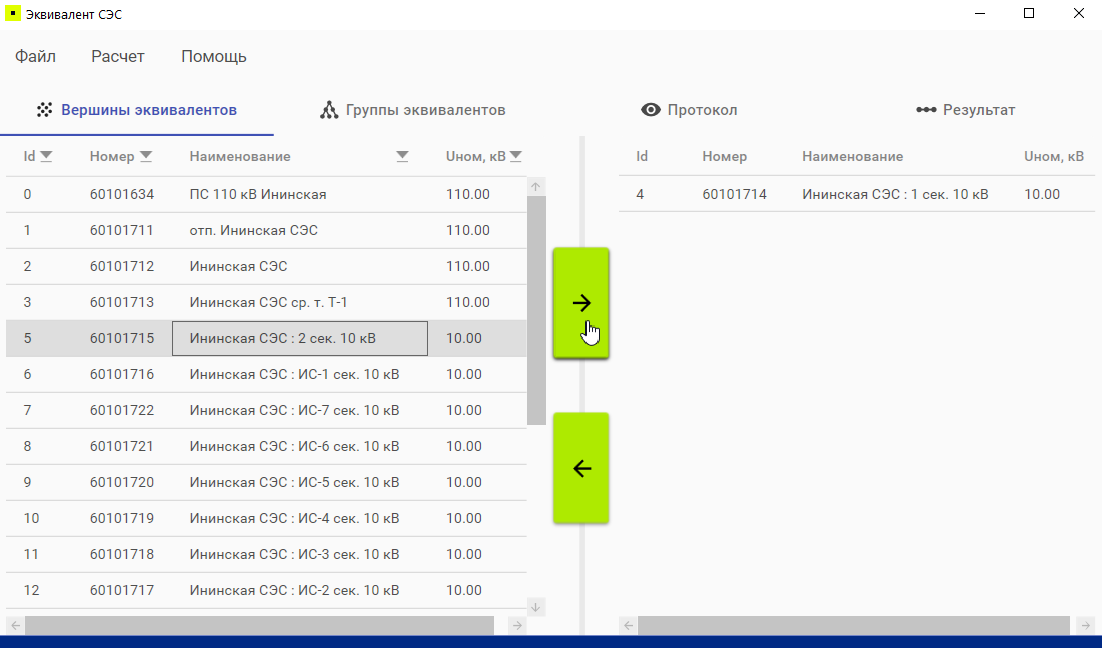 Эквивалент СЭС
Файл Расчет Помощь
Вершины эквивалентов Группы эквивалентов Протокол Результат
Id Номер Наименование Uном, кВ Id Номер Наименование Uном, кВ
0 60101634 ПС 110 кВ Ининская 110.00 4 60101714 Ининская СЭС : 1 сек. 10 кВ 10.00
1 60101711 отп. Ининская СЭС 110.00
2 60101712 Ининская СЭС 110.00
3 60101713 Ининская СЭС ср. т. Т-1 110.00
5 60101715 Ининская СЭС : 2 сек. 10 кВ 10.00
6 60101716 Ининская СЭС : ИС-1 сек. 10 кВ 10.00
7 60101722 Ининская СЭС : ИС-7 сек. 10 кВ 10.00
8 60101721 Ининская СЭС : ИС-6 сек. 10 кВ 10.00
9 60101720 Ининская СЭС : ИС-5 сек. 10 кВ 10.00
10 60101719 Ининская СЭС : ИС-4 сек. 10 кВ 10.00
11 60101718 Ининская СЭС : ИС-3 сек. 10 кВ 10.00
12 60101717 Ининская СЭС : ИС-2 сек. 10 кВ 10.00